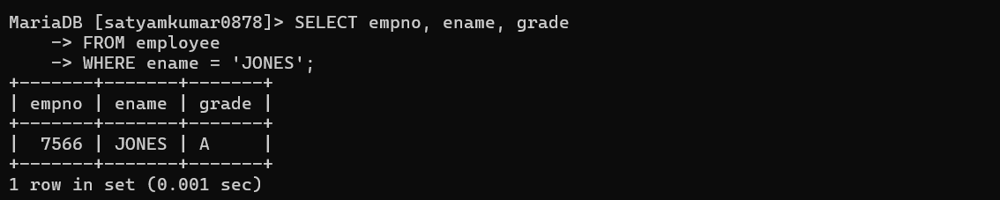 MariaDB [satyamkumar0878]> SELECT empno, ename, grade
    -> FROM employee
    -> WHERE ename = 'JONES';
+-------+-------+-------+
| empno | ename | grade |
+-------+-------+-------+
|  7566 | JONES | A     |
+-------+-------+-------+
1 row in set (0.001 sec)